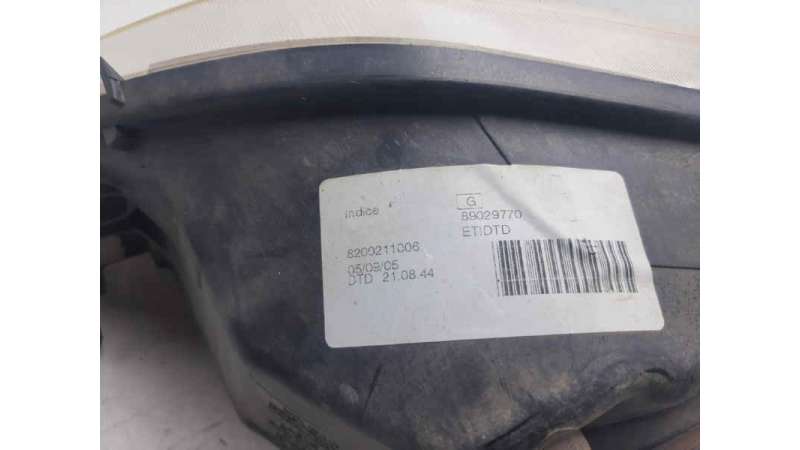 Indice
G
89029770
ETIDTD
8200211006
05/09/05
DTD 21.08.44